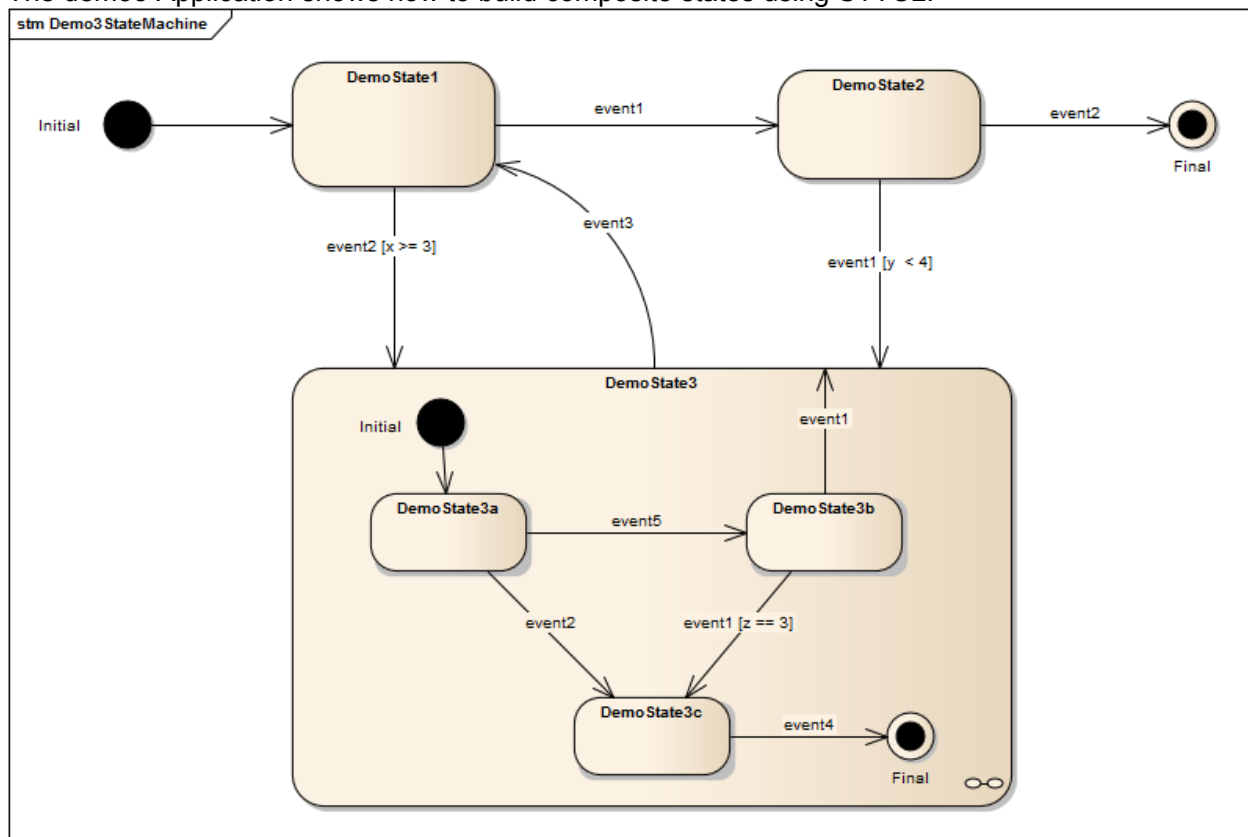 stm Demo3StateMachine
DemoState1
DemoState2
Initial
event1
event2
Final
event3
event2 [x >= 3]
event1 [y < 4]
DemoState3
Initial
event1
DemoState3a
event5
DemoState3b
event2
event1 [z == 3]
DemoState3c
event4
Final